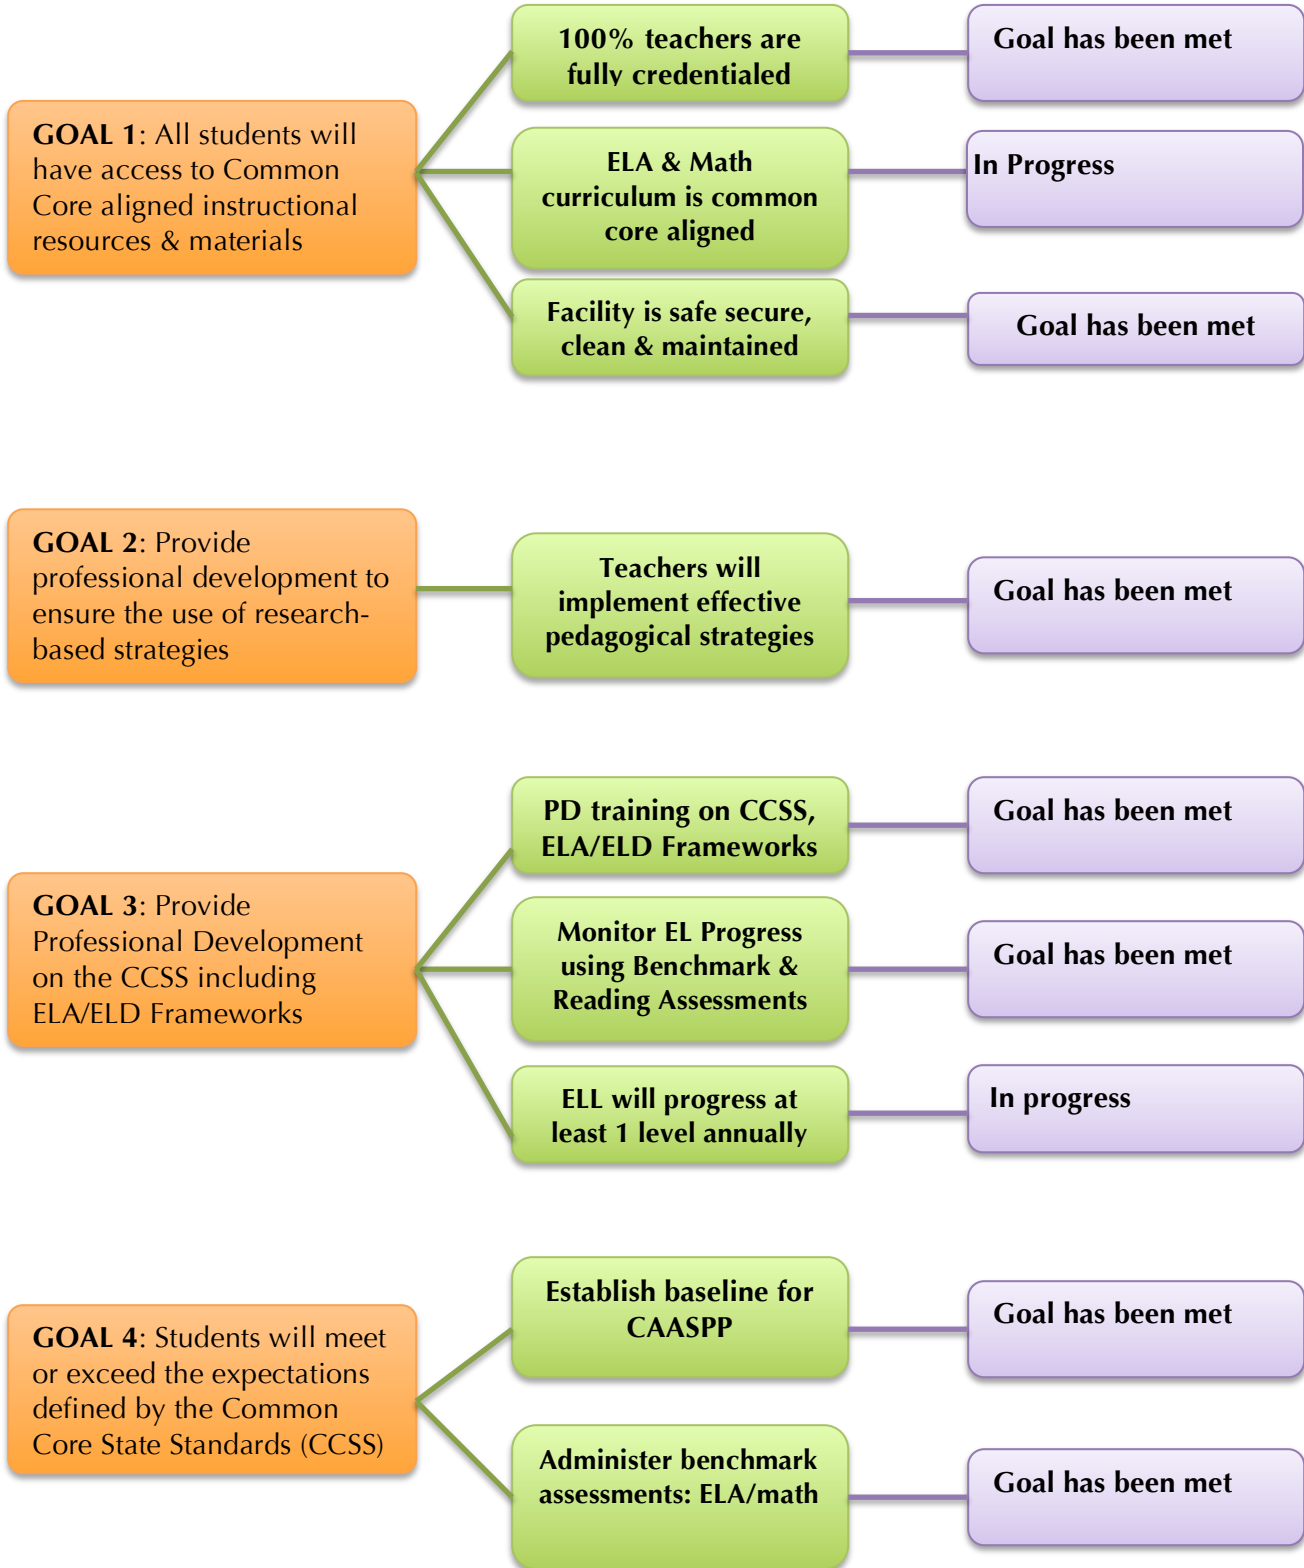 100% teachers are
fully credentialed
Goal has been met
GOAL 1: All students will
have access to Common
Core aligned instructional
resources & materials
ELA & Math
curriculum is common
core aligned
In Progress
Facility is safe secure,
clean & maintained
Goal has been met
GOAL 2: Provide
professional development to
ensure the use of research-
based strategies
Teachers will
implement effective
pedagogical strategies
Goal has been met
PD training on CCSS,
ELA/ELD Frameworks
Goal has been met
GOAL 3: Provide
Professional Development
on the CCSS including
ELA/ELD Frameworks
Monitor EL Progress
using Benchmark &
Reading Assessments
Goal has been met
ELL will progress at
least 1 level annually
In progress
Establish baseline for
CAASPP
Goal has been met
GOAL 4: Students will meet
or exceed the expectations
defined by the Common
Core State Standards (CCSS)
Administer benchmark
assessments: ELA/math
Goal has been met